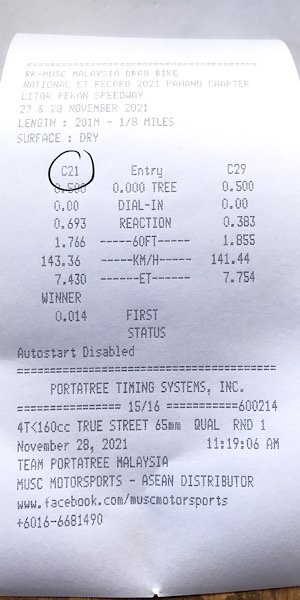 RK-MUSC MALAYSIA DRAG BIKE
NATIONAL ET RECORD 2021 PAHANG CHAPTER
LITAR PEKAN SPEEDWAY
27 & 28 NOVEMBER 2021
LENGTH : 201M - 1/8 MILES
SURFACE : DRY
C21 Entry C29
0.500 0.000 TREE 0.500
0.00 DIAL-IN 0.00
0.693 REACTION 0.383
1.766 -----60FT------ 1.855
143.36 -----KM/H------ 141.44
7.430 ------ET------- 7.754
WINNER
0.014 FIRST
STATUS
Autostart Disabled
========================================
PORTATREE TIMING SYSTEMS, INC.
================ 15/16 ===========600214
4T<160cc TRUE STREET 65mm QUAL RND 1
November 28, 2021 11:19:06 AM
TEAM PORTATREE MALAYSIA
MUSC MOTORSPORTS - ASEAN DISTRIBUTOR
www.facebook.com/muscmotorsports
+6016-6681490